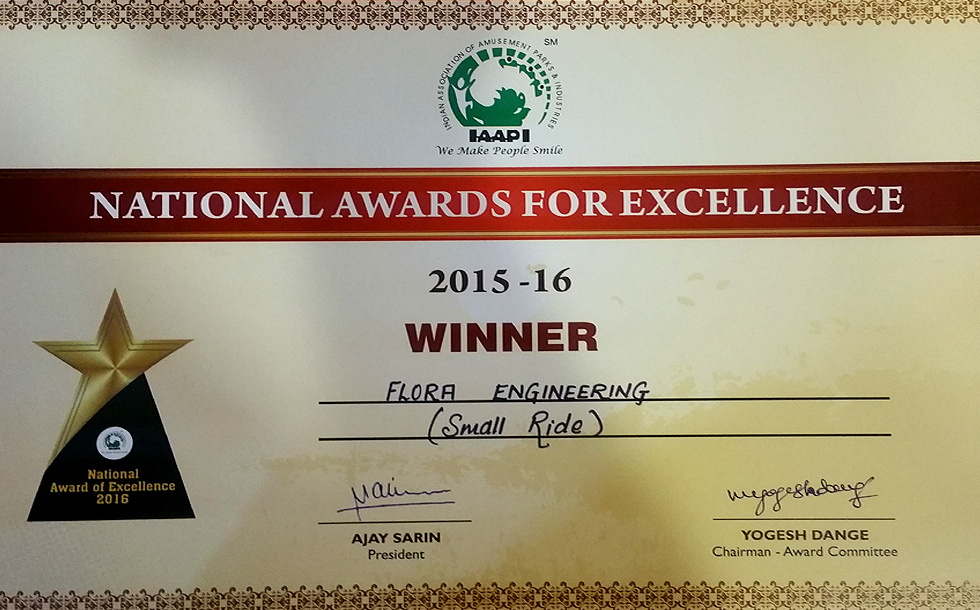 INDIAN ASSOCIATION OF AMUSEMENT PARKS & INDUSTRIES
SM
IAAPI
We Make People Smile
NATIONAL AWARDS FOR EXCELLENCE
2015 -16
WINNER
FLORA ENGINEERING
(Small Ride)
National
Award of Excellence
2016
AJAY SARIN
President
YOGESH DANGE
Chairman - Award Committee